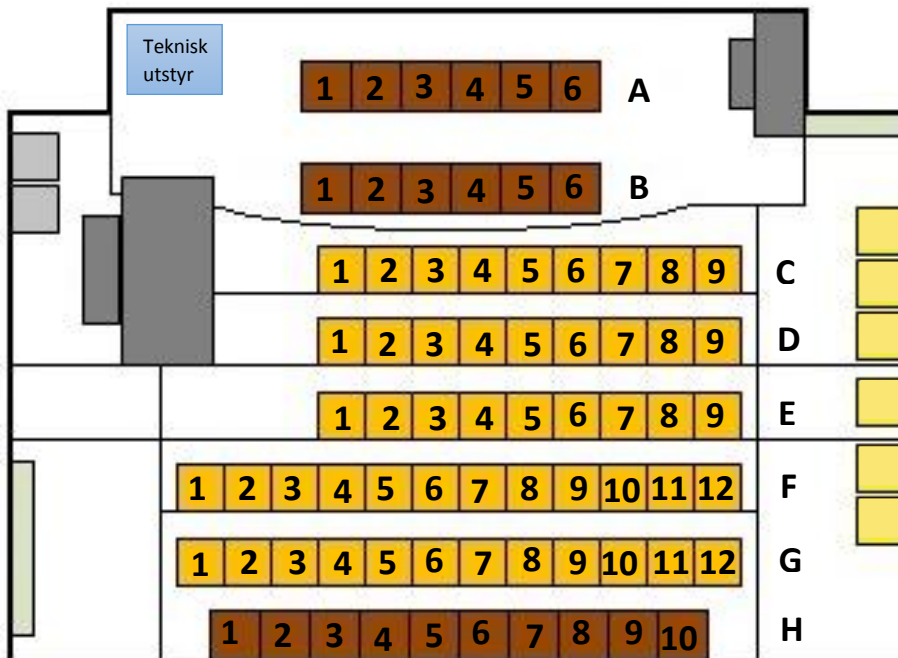 Teknisk
utstyr
1 2 3 4 5 6 A
1 2 3 4 5 6 B
1 2 3 4 5 6 7 8 9 C
1 2 3 4 5 6 7 8 9 D
1 2 3 4 5 6 7 8 9 E
1 2 3 4 5 6 7 8 9 10 11 12 F
1 2 3 4 5 6 7 8 9 10 11 12 G
1 2 3 4 5 6 7 8 9 10 H